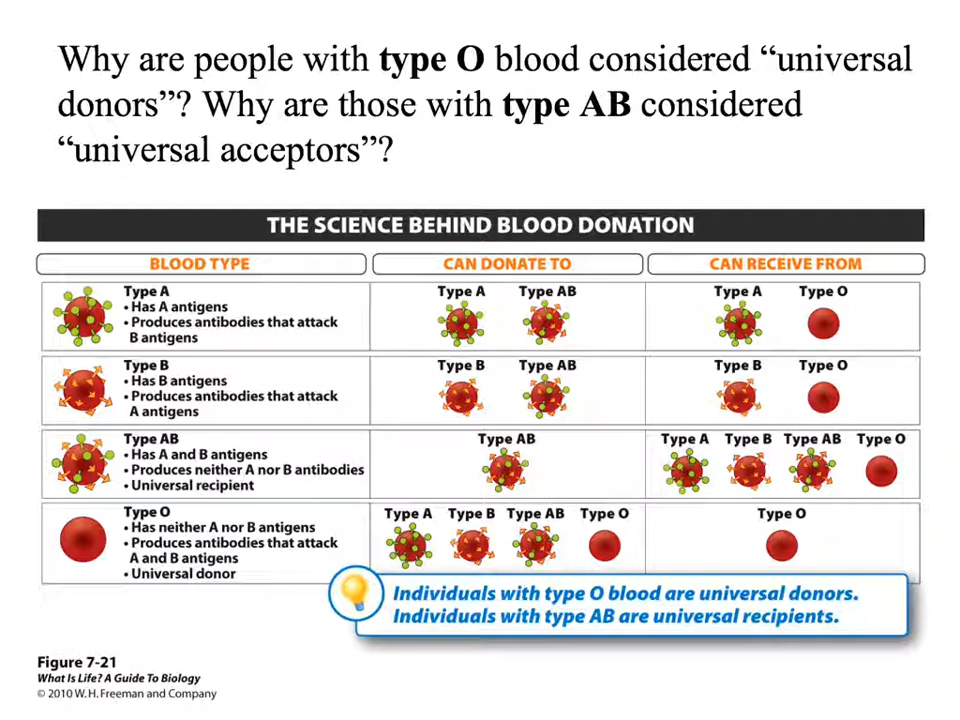 Why are people with type O blood considered “universal
donors”? Why are those with type AB considered
“universal acceptors”?
THE SCIENCE BEHIND BLOOD DONATION
BLOOD TYPE
CAN DONATE TO
CAN RECEIVE FROM
Type A
• Has A antigens
• Produces antibodies that attack
B antigens
Type A
Type AB
Type A
Type O
Type B
• Has B antigens
• Produces antibodies that attack
A antigens
Type B
Type AB
Type B
Type O
Type AB
• Has A and B antigens
• Produces neither A nor B antibodies
• Universal recipient
Type AB
Type A
Type B
Type AB
Type O
Type O
• Has neither A nor B antigens
• Produces antibodies that attack
A and B antigens
• Universal donor
Type A
Type B
Type AB
Type O
Type O
Individuals with type O blood are universal donors.
Individuals with type AB are universal recipients.
Figure 7-21
What Is Life? A Guide To Biology
© 2010 W. H. Freeman and Company